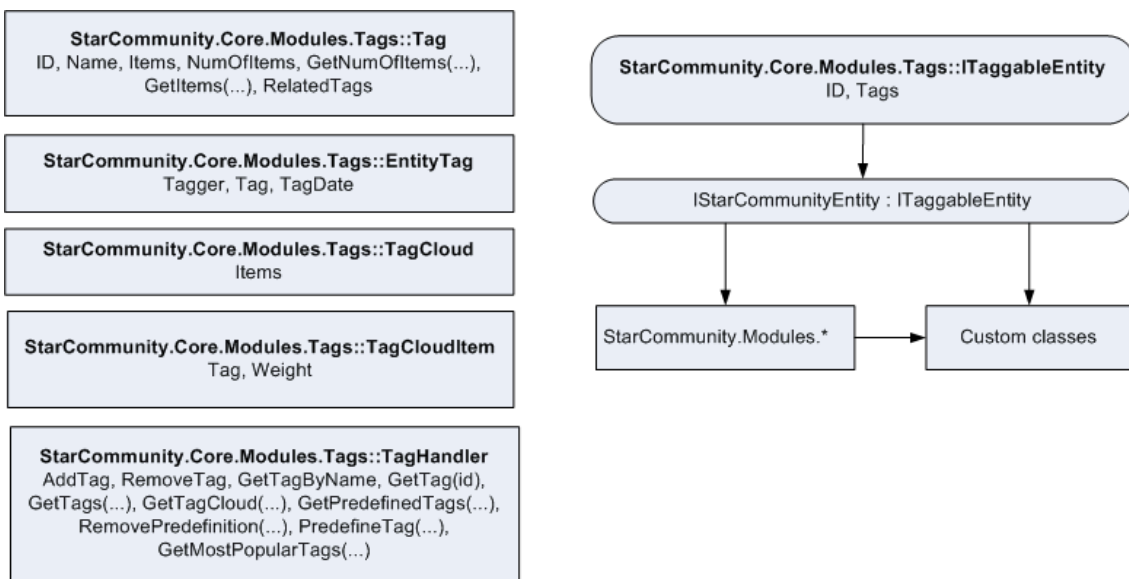 StarCommunity.Core.Modules.Tags::Tag
ID, Name, Items, NumOfItems, GetNumOfItems(...),
GetItems(...), RelatedTags
StarCommunity.Core.Modules.Tags::EntityTag
Tagger, Tag, TagDate
StarCommunity.Core.Modules.Tags::TagCloud
Items
StarCommunity.Core.Modules.Tags::TagCloudItem
Tag, Weight
StarCommunity.Core.Modules.Tags::TagHandler
AddTag, RemoveTag, GetTagByName, GetTag(id),
GetTags(...), GetTagCloud(...), GetPredefinedTags(...),
RemovePredefinition(...), PredefineTag(...),
GetMostPopularTags(...)
StarCommunity.Core.Modules.Tags::ITaggableEntity
ID, Tags
IStarCommunityEntity : ITaggableEntity
StarCommunity.Modules.*
Custom classes